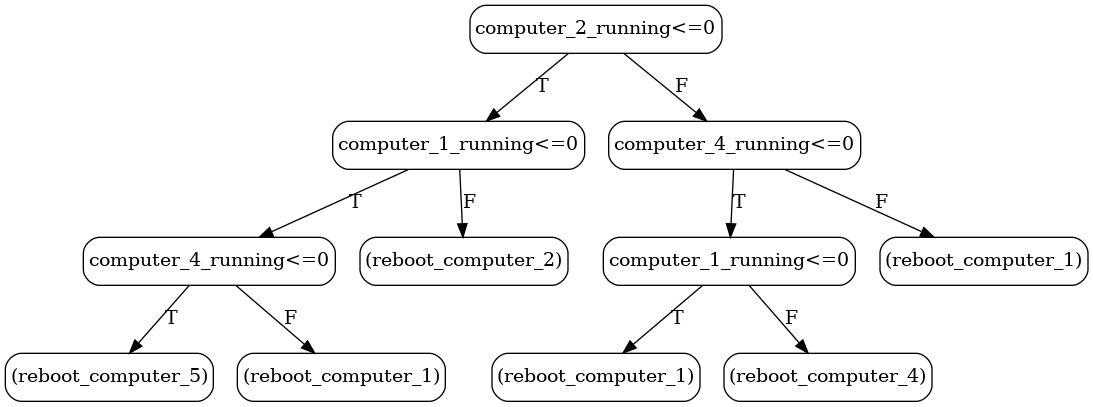 computer_2_running<=0
T
F
computer_1_running<=0
computer_4_running<=0
T
F
T
F
computer_4_running<=0
(reboot_computer_2)
computer_1_running<=0
(reboot_computer_1)
T
F
T
F
(reboot_computer_5)
(reboot_computer_1)
(reboot_computer_1)
(reboot_computer_4)